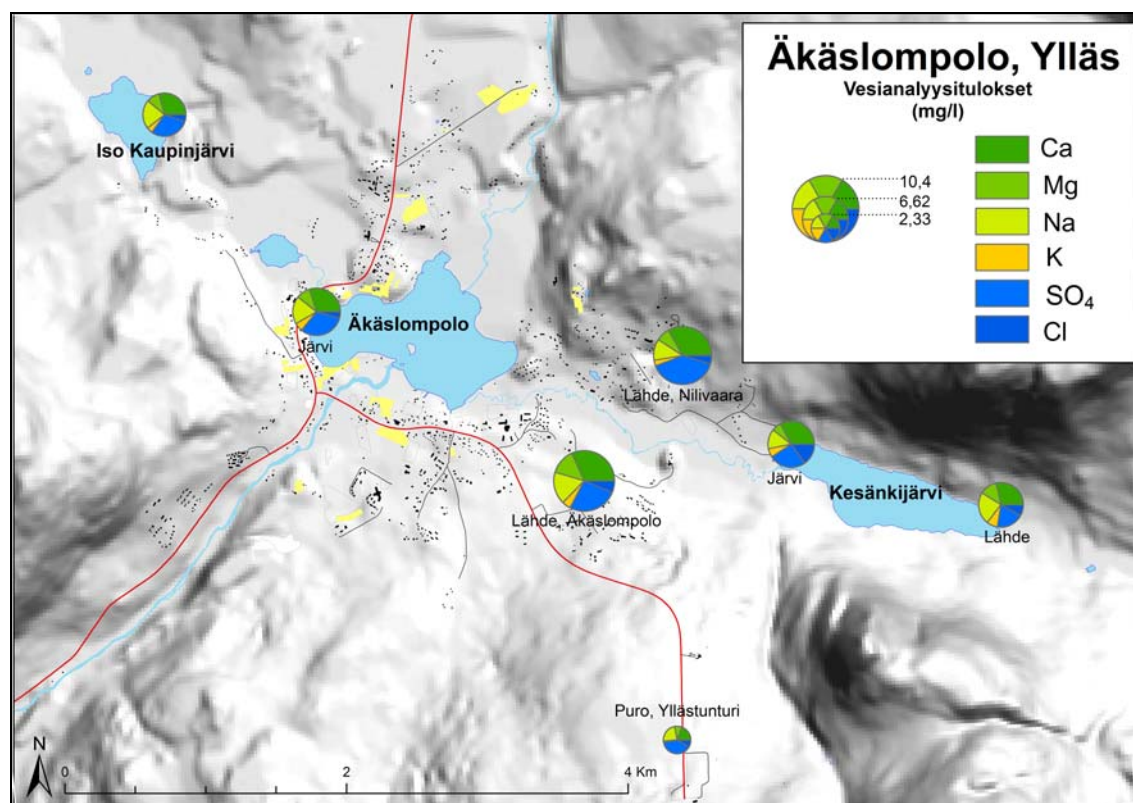 Äkäslompolo, Ylläs
Vesianalyysitulokset
(mg/l)
Ca
10,4
Mg
6,62
2,33
Na
K
SO₄
Cl
Iso Kaupinjärvi
Äkäslompolo
Järvi
Lähde, Nilivaara
Järvi
Kesänkijärvi
Lähde, Äkäslompolo
Lähde
Puro, Yllästunturi
N
0 2 4 Km